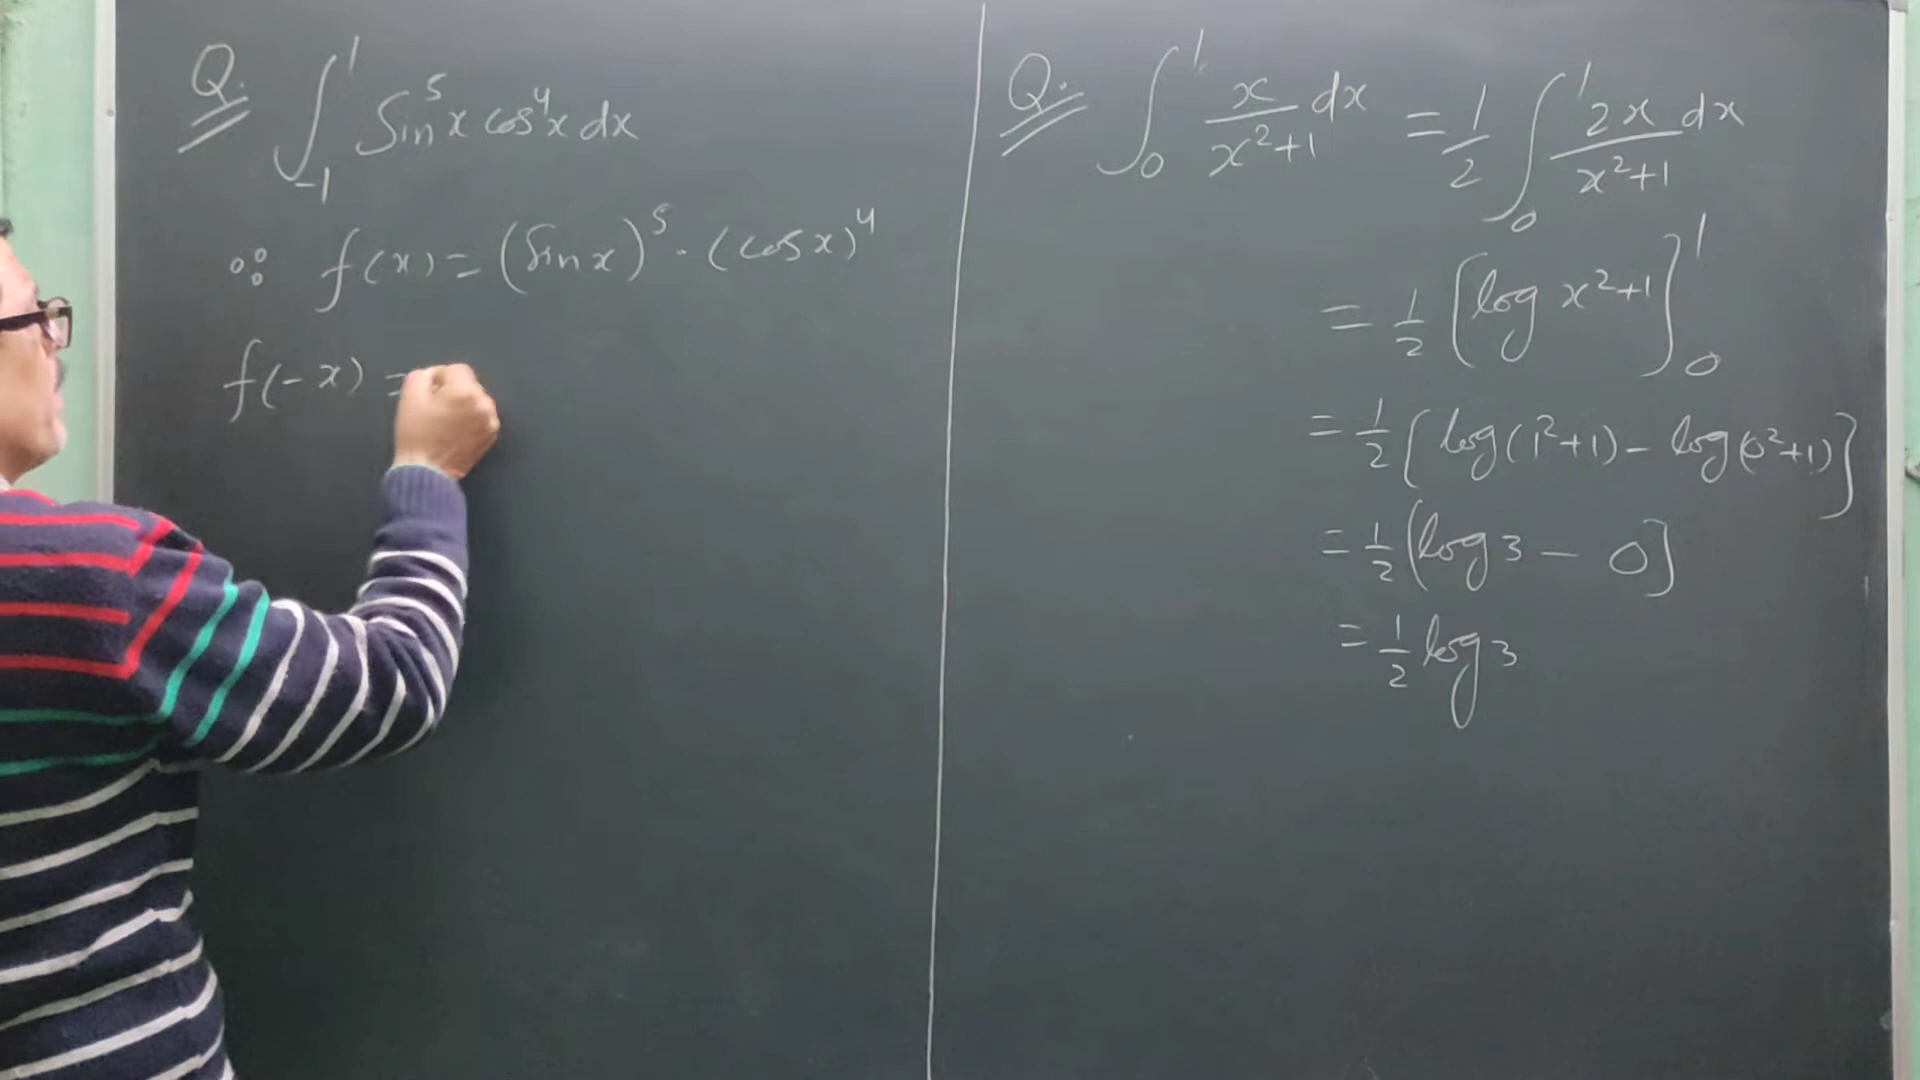 Q. ∫₋₁¹ Sin⁵x cos⁴x dx
∵ f(x) = (Sin x)⁵ · (cos x)⁴
f(-x) =
Q. ∫₀¹ x/(x²+1) dx = 1/2 ∫₀¹ 2x/(x²+1) dx
= 1/2 [log x²+1]₀¹
= 1/2 [log(1²+1) - log(0²+1)]
= 1/2 [log 3 - 0]
= 1/2 log 3